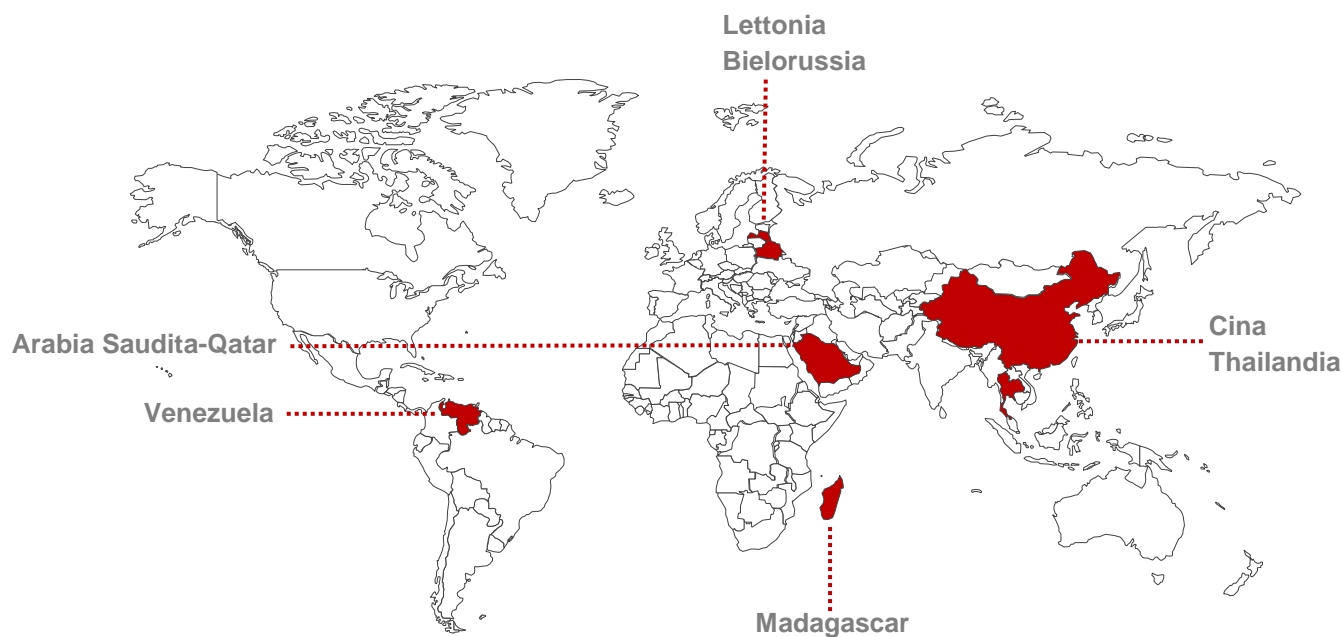 Lettonia
Bielorussia
Arabia Saudita-Qatar
Cina
Thailandia
Venezuela
Madagascar